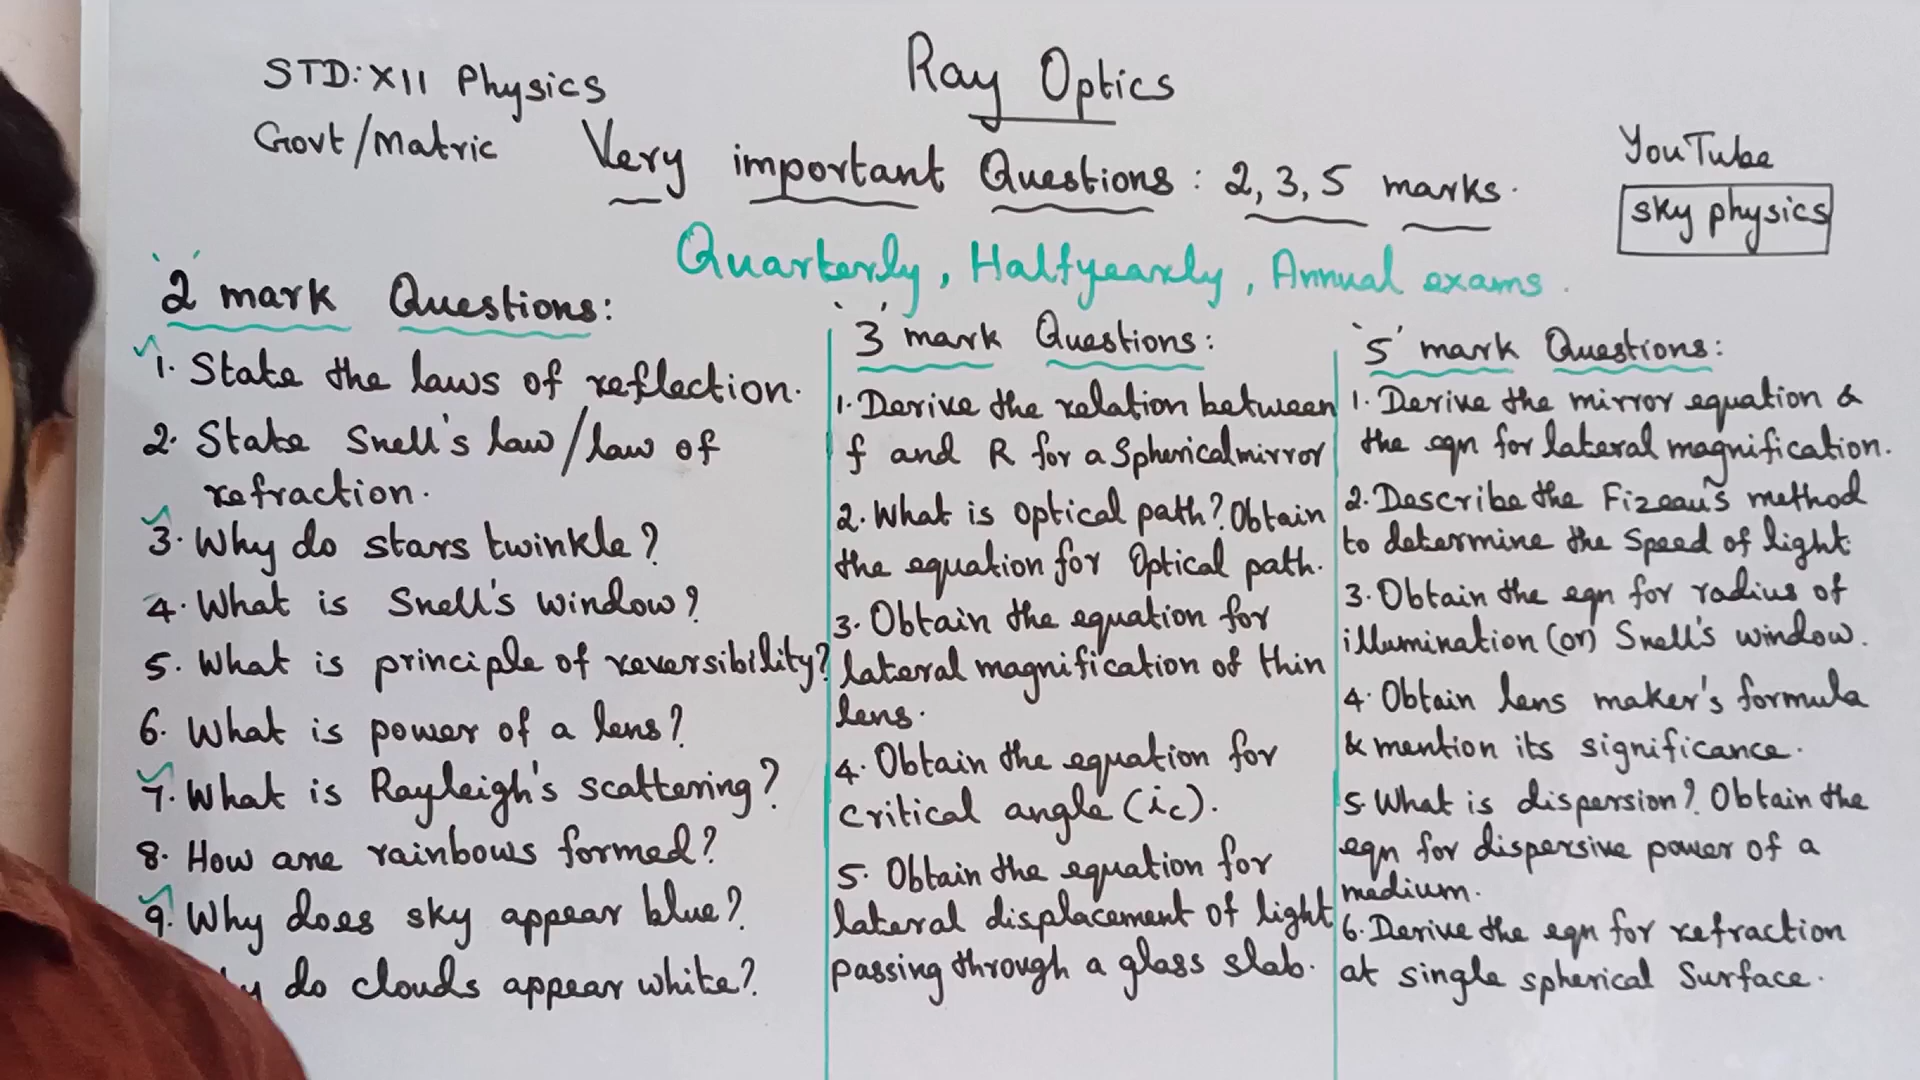 STD: XII Physics
Govt/Matric
Ray Optics
Very important Questions: 2, 3, 5 marks.
YouTube
sky physics
Quarterly, Halfyearly, Annual exams.
'2' mark Questions:
1. State the laws of reflection.
2. State Snell's law/law of
refraction.
3. Why do stars twinkle?
4. What is Snell's window?
5. What is principle of reversibility?
6. What is power of a lens?
7. What is Rayleigh's scattering?
8. How are rainbows formed?
9. Why does sky appear blue?
do clouds appear white?
'3' mark Questions:
1. Derive the relation between
f and R for a Spherical mirror
2. What is optical path? Obtain
the equation for Optical path.
3. Obtain the equation for
lateral magnification of thin
lens.
4. Obtain the equation for
critical angle (ic).
5. Obtain the equation for
lateral displacement of light
passing through a glass slab.
'5' mark Questions:
1. Derive the mirror equation &
the eqn for lateral magnification.
2. Describe the Fizeau's method
to determine the speed of light.
3. Obtain the eqn for radius of
illumination (or) Snell's window.
4. Obtain lens maker's formula
& mention its significance.
5. What is dispersion? Obtain the
eqn for dispersive power of a
medium.
6. Derive the eqn for refraction
at single spherical Surface.